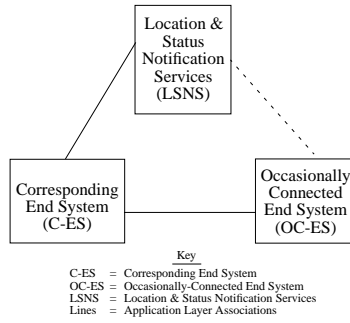 Location &
Status
Notification
Services
(LSNS)
Corresponding
End System
(C-ES)
Occasionally
Connected
End System
(OC-ES)
Key
C-ES = Corresponding End System
OC-ES = Occasionally-Connected End System
LSNS = Location & Status Notification Services
Lines = Application Layer Associations